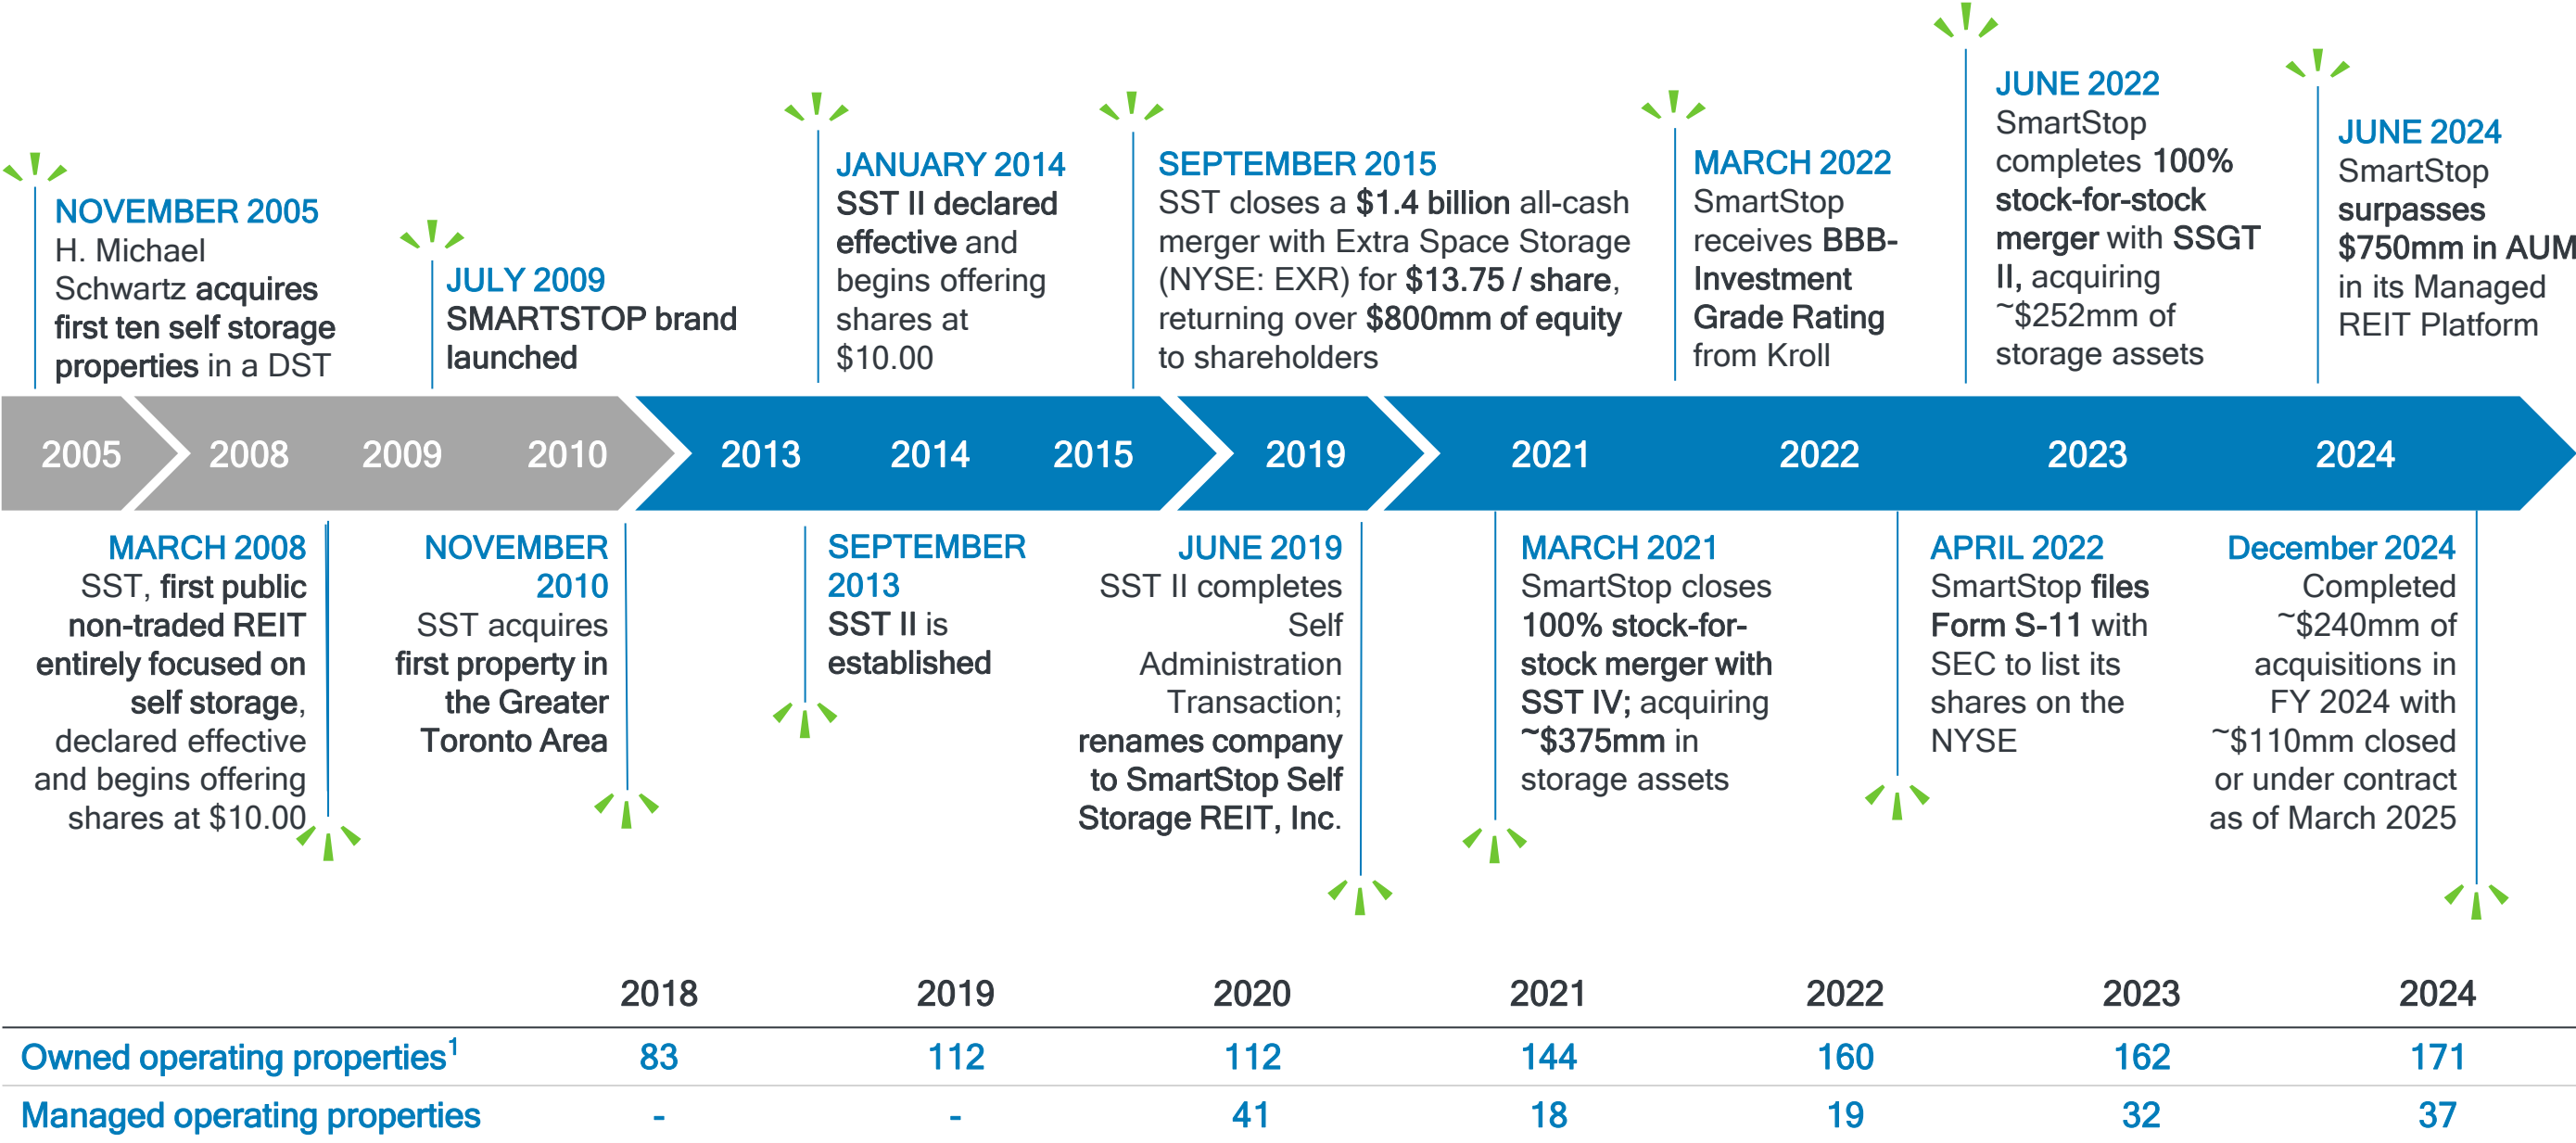 NOVEMBER 2005
H. Michael
Schwartz acquires
first ten self storage
properties in a DST
JULY 2009
SMARTSTOP brand
launched
JANUARY 2014
SST II declared
effective and
begins offering
shares at
$10.00
SEPTEMBER 2015
SST closes a $1.4 billion all-cash
merger with Extra Space Storage
(NYSE: EXR) for $13.75 / share,
returning over $800mm of equity
to shareholders
MARCH 2022
SmartStop
receives BBB-
Investment
Grade Rating
from Kroll
JUNE 2022
SmartStop
completes 100%
stock-for-stock
merger with SSGT
II, acquiring
~$252mm of
storage assets
JUNE 2024
SmartStop
surpasses
$750mm in AUM
in its Managed
REIT Platform
2005 2008 2009 2010 2013 2014 2015 2019 2021 2022 2023 2024
MARCH 2008
SST, first public
non-traded REIT
entirely focused on
self storage,
declared effective
and begins offering
shares at $10.00
NOVEMBER
2010
SST acquires
first property in
the Greater
Toronto Area
SEPTEMBER
2013
SST II is
established
JUNE 2019
SST II completes
Self
Administration
Transaction;
renames company
to SmartStop Self
Storage REIT, Inc.
MARCH 2021
SmartStop closes
100% stock-for-
stock merger with
SST IV; acquiring
~$375mm in
storage assets
APRIL 2022
SmartStop files
Form S-11 with
SEC to list its
shares on the
NYSE
December 2024
Completed
~$240mm of
acquisitions in
FY 2024 with
~$110mm closed
or under contract
as of March 2025
2018 2019 2020 2021 2022 2023 2024
Owned operating properties1 83 112 112 144 160 162 171
Managed operating properties - - 41 18 19 32 37